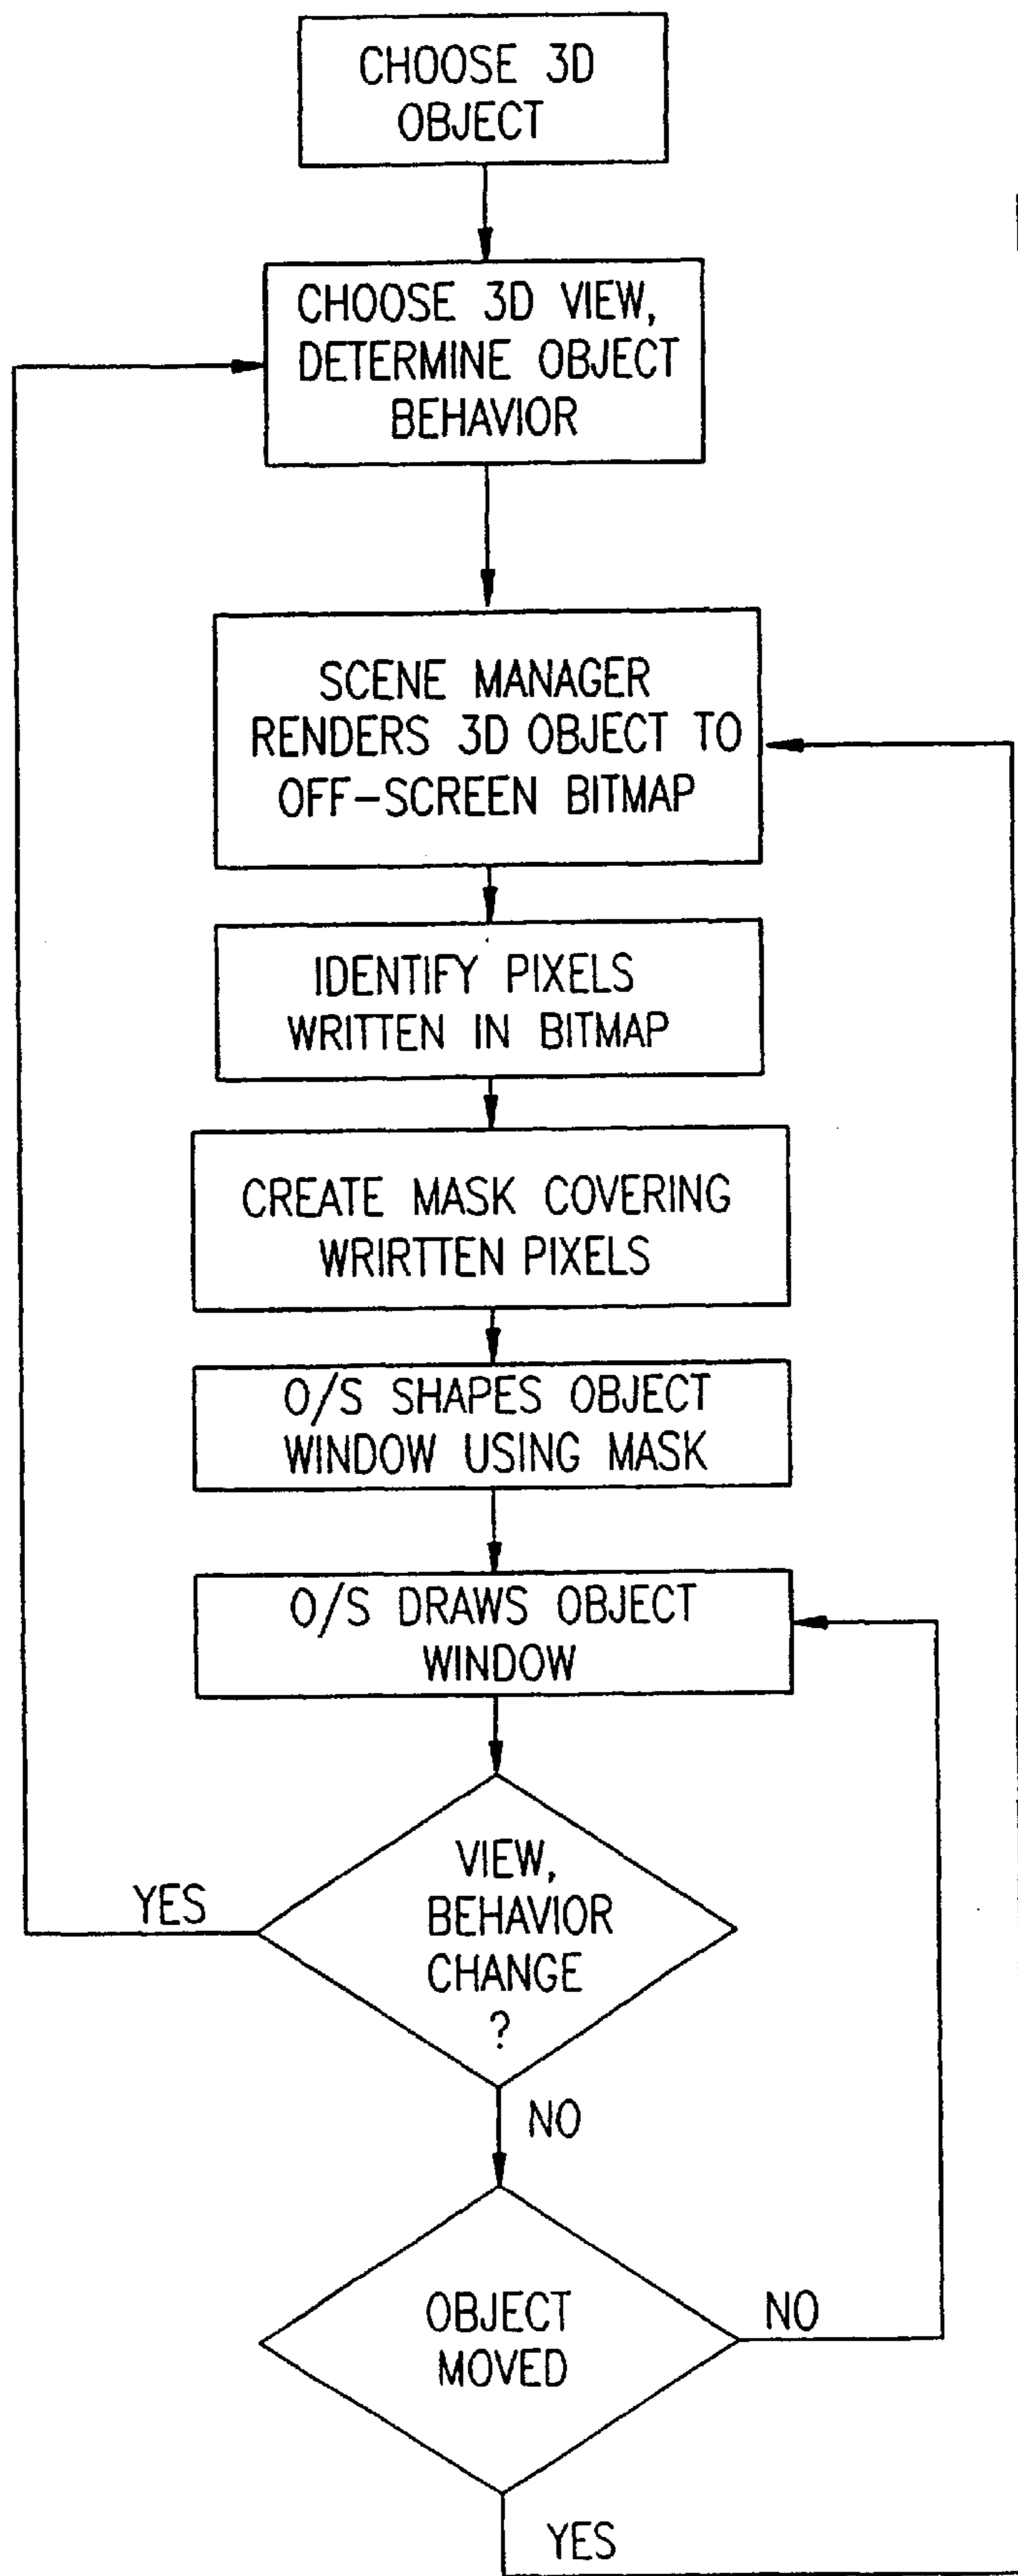 CHOOSE 3D
OBJECT
CHOOSE 3D VIEW,
DETERMINE OBJECT
BEHAVIOR
SCENE MANAGER
RENDERS 3D OBJECT TO
OFF-SCREEN BITMAP
IDENTIFY PIXELS
WRITTEN IN BITMAP
CREATE MASK COVERING
WRIRTTEN PIXELS
O/S SHAPES OBJECT
WINDOW USING MASK
O/S DRAWS OBJECT
WINDOW
VIEW,
BEHAVIOR
CHANGE
?
YES
NO
OBJECT
MOVED
NO
YES